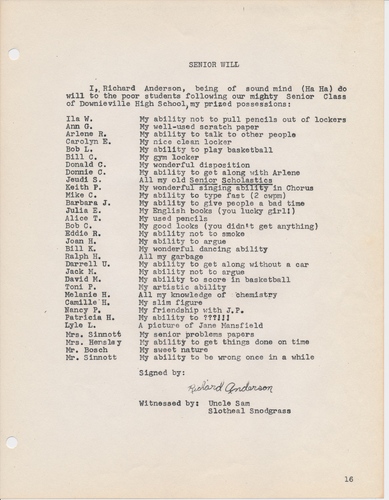 SENIOR WILL
I, Richard Anderson, being of sound mind (Ha Ha) do
will to the poor students following our mighty Senior Class
of Downieville High School, my prized possessions:
Ila W. My ability not to pull pencils out of lockers
Ann G. My well-used scratch paper
Arlene R. My ability to talk to other people
Carolyn E. My nice clean locker
Bob L. My ability to play basketball
Bill C. My gym locker
Donald C. My wonderful disposition
Donnie C. My ability to get along with Arlene
Jeudi S. All my old Senior Scholastics
Keith P. My wonderful singing ability in Chorus
Mike C. My ability to type fast (2 cwpm)
Barbara J. My ability to give people a bad time
Julia E. My English books (you lucky girl!)
Alice T. My used pencils
Bob C. My good looks (you didn't get anything)
Eddie R. My ability not to smoke
Joan H. My ability to argue
Bill K. My wonderful dancing ability
Ralph H. All my garbage
Darrell U. My ability to get along without a car
Jack M. My ability not to argue
David M. My ability to score in basketball
Toni P. My artistic ability
Melanie H. All my knowledge of chemistry
Camille H. My slim figure
Nancy P. My friendship with J.P.
Patricia H. My ability to ???!!!
Lyle L. A picture of Jane Mansfield
Mrs. Sinnott My senior problems papers
Mrs. Hensley My ability to get things done on time
Mr. Bosch My sweet nature
Mr. Sinnott My ability to be wrong once in a while
Signed by:
Richard Anderson
Witnessed by: Uncle Sam
Slotheal Snodgrass
16